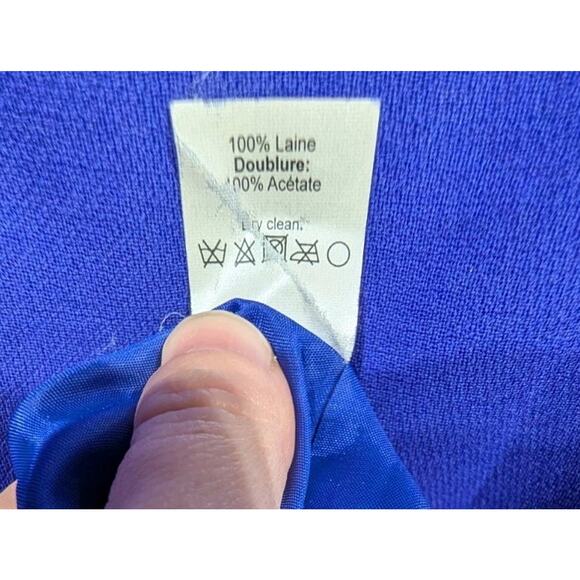 100% Laine
Doublure:
100% Acétate
Dry clean.